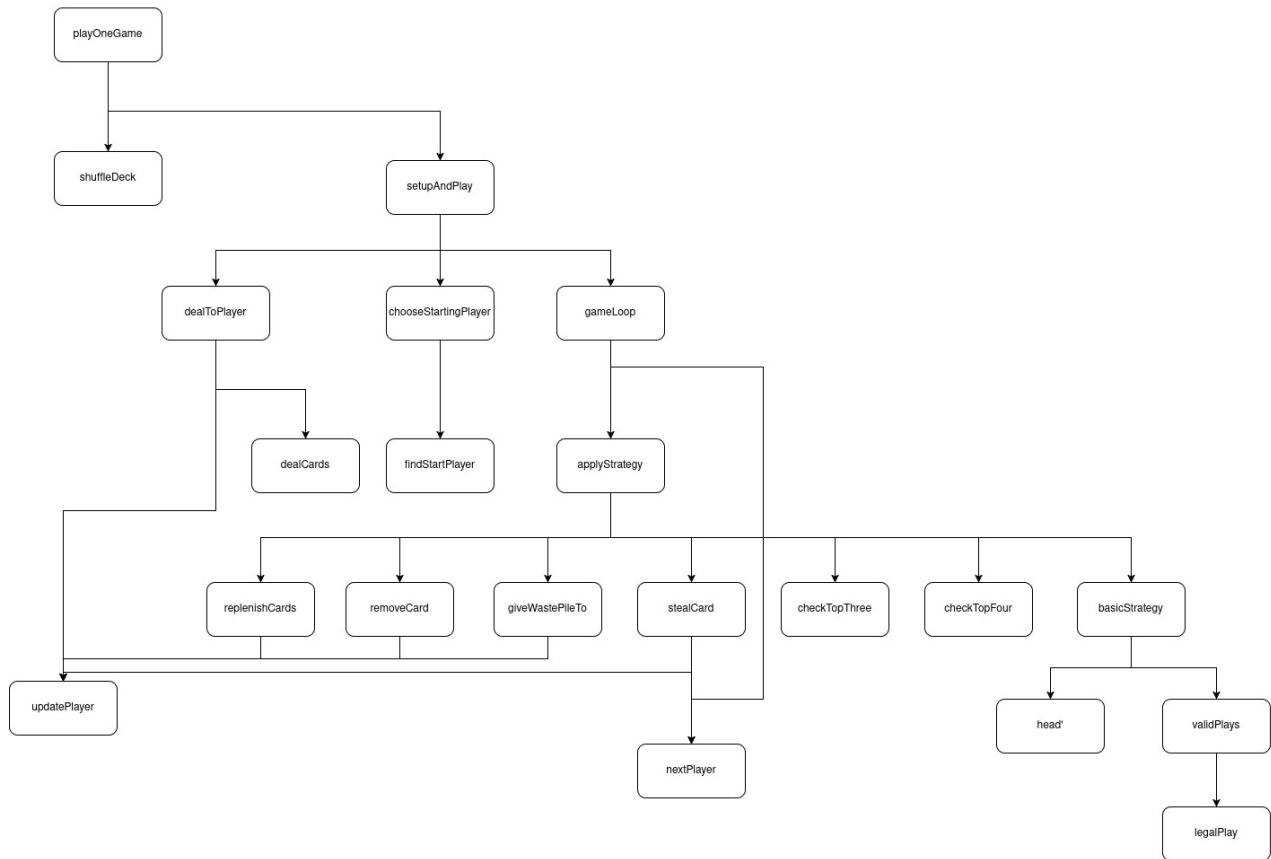 playOneGame
shuffleDeck
setupAndPlay
dealToPlayer
chooseStartingPlayer
gameLoop
dealCards
findStartPlayer
applyStrategy
replenishCards
removeCard
giveWastePileTo
stealCard
checkTopThree
checkTopFour
basicStrategy
updatePlayer
head'
validPlays
nextPlayer
legalPlay